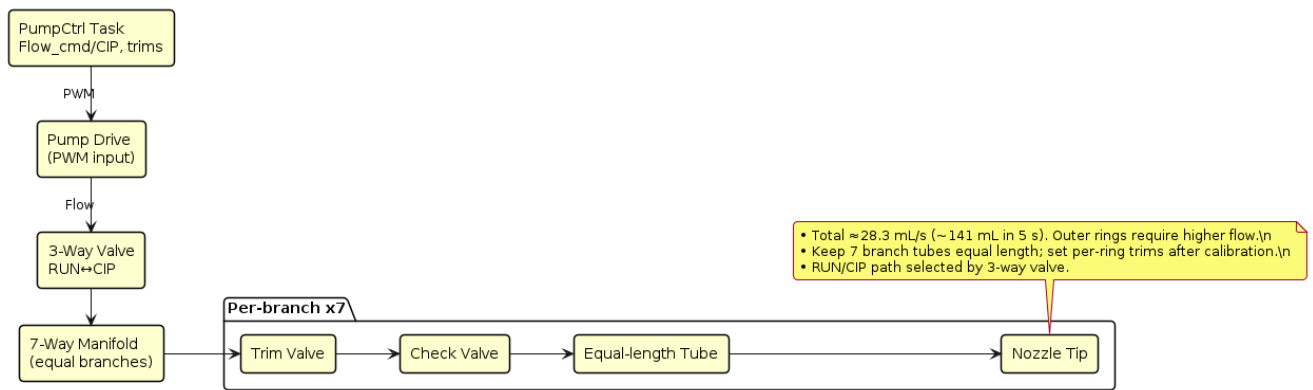 PumpCtrl Task
Flow_cmd/CIP, trims
PWM
Pump Drive
(PWM input)
Flow
3-Way Valve
RUN↔CIP
7-Way Manifold
(equal branches)
Per-branch x7
Trim Valve
Check Valve
Equal-length Tube
Nozzle Tip
• Total ≈28.3 mL/s (~141 mL in 5 s). Outer rings require higher flow.\n
• Keep 7 branch tubes equal length; set per-ring trims after calibration.\n
• RUN/CIP path selected by 3-way valve.